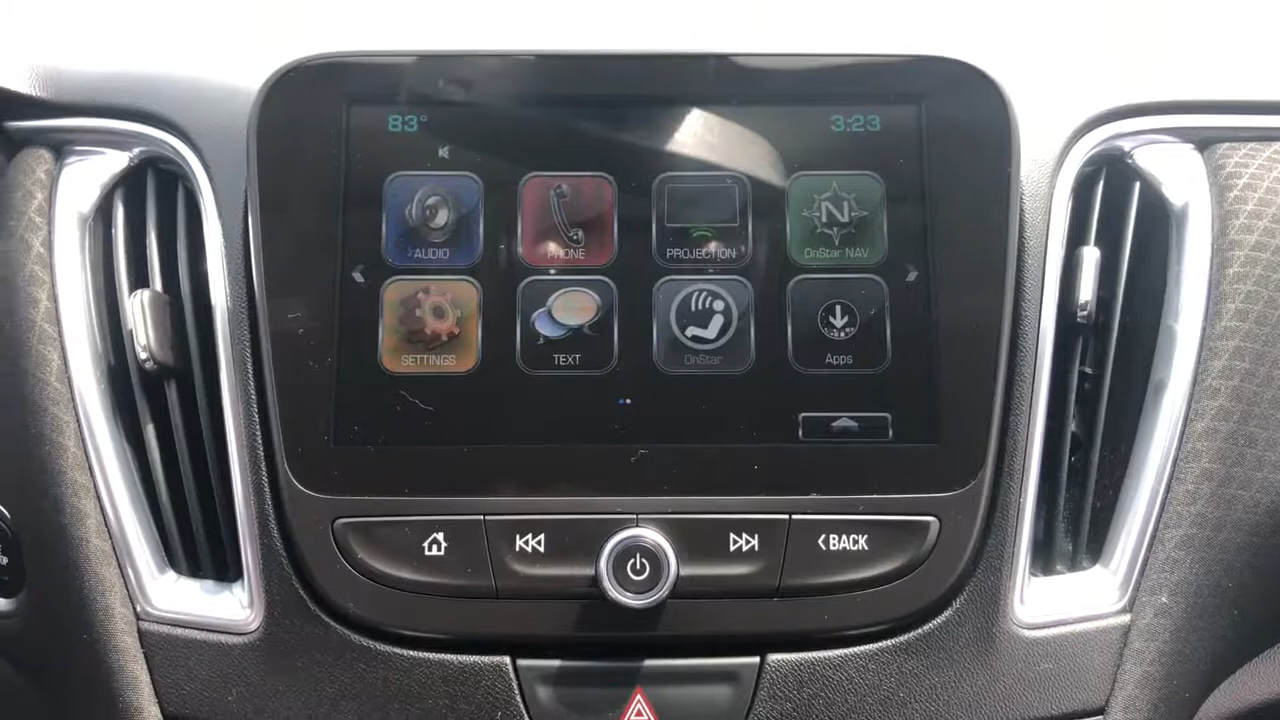 83°
3:23
AUDIO
PHONE
PROJECTION
N
OnStar NAV
SETTINGS
TEXT
OnStar
Apps
BACK